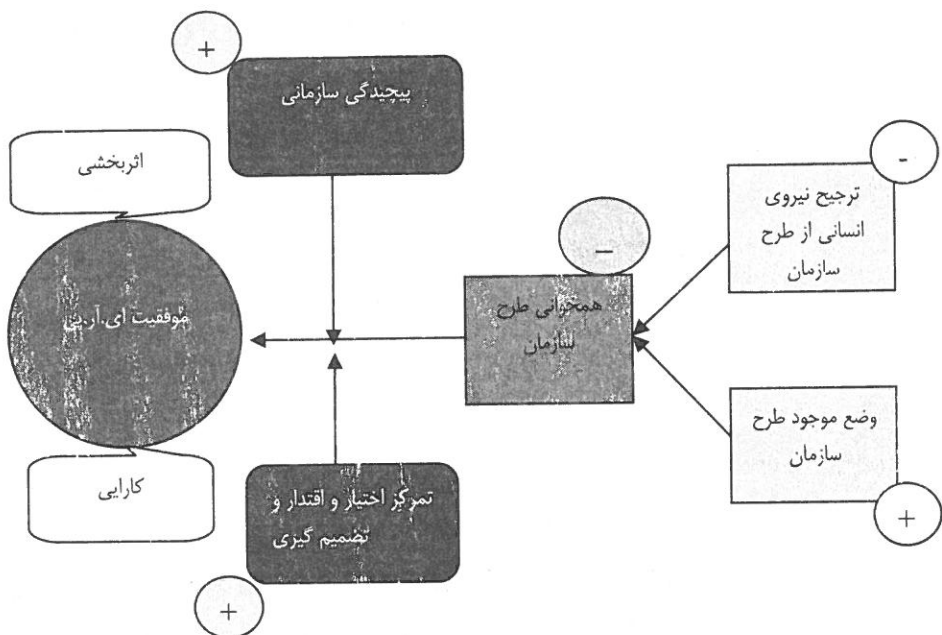 +
پیچیدگی سازمانی
اثربخشی
-
ترجیح نیروی
انسانی از طرح
سازمان
–
موفقیت ای.آر.پی
همخوانی طرح
سازمان
وضع موجود طرح
سازمان
+
کارایی
تمرکز اختیار و اقتدار و
تصمیم گیری
+